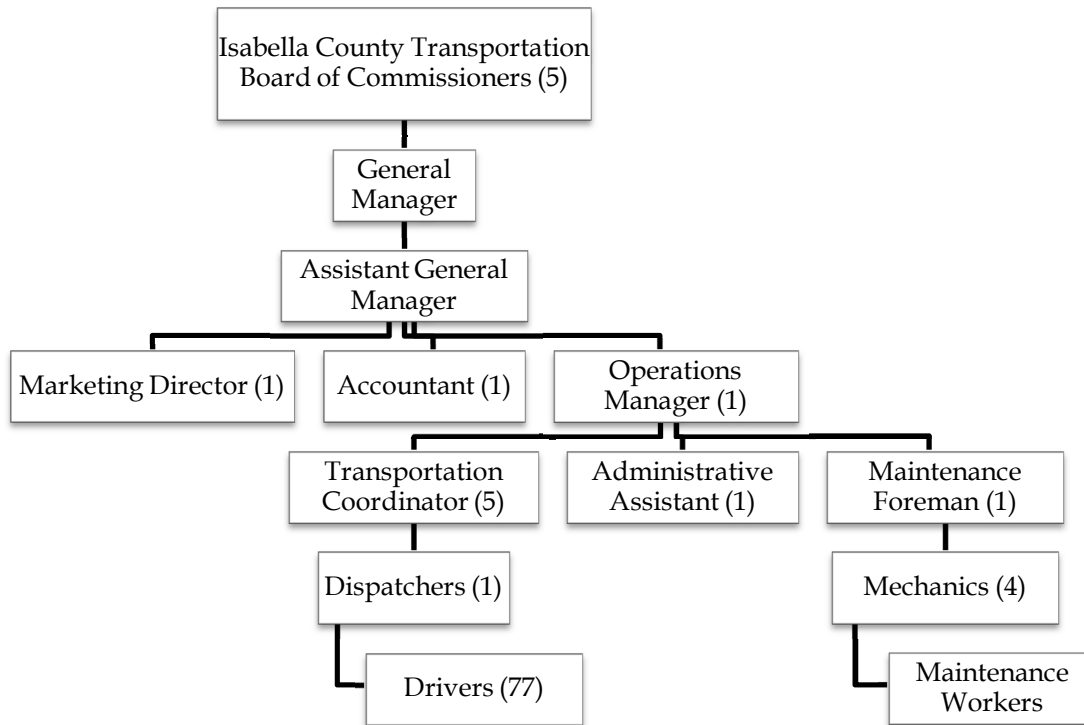 Isabella County Transportation
Board of Commissioners (5)
General
Manager
Assistant General
Manager
Marketing Director (1)
Accountant (1)
Operations
Manager (1)
Transportation
Coordinator (5)
Administrative
Assistant (1)
Maintenance
Foreman (1)
Dispatchers (1)
Mechanics (4)
Drivers (77)
Maintenance
Workers